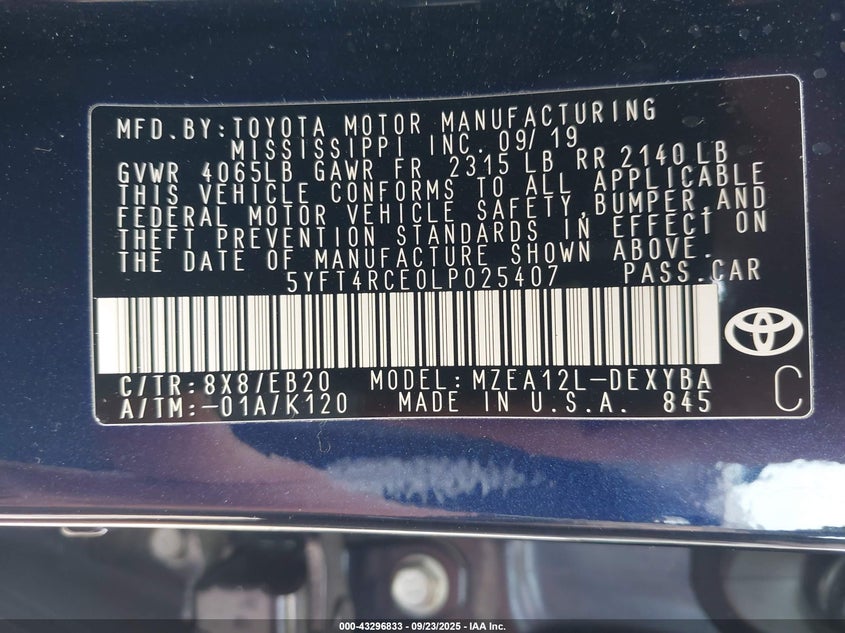 MFD.BY:TOYOTA MOTOR MANUFACTURING
MISSISSIPPI INC. 09/19
GVWR 4065LB GAWR FR 2315 LB RR 2140 LB
THIS VEHICLE CONFORMS TO ALL APPLICABLE
FEDERAL MOTOR VEHICLE SAFETY,BUMPER,AND
THEFT PREVENTION STANDARDS IN EFFECT ON
THE DATE OF MANUFACTURE SHOWN ABOVE.
5YFT4RCE0LP025407 PASS.CAR
C/TR:8X8/EB20 MODEL:MZEA12L-DEXYBA
A/TM:-01A/K120 MADE IN U.S.A. 845 C
000-43296833 - 09/23/2025 - IAA Inc.